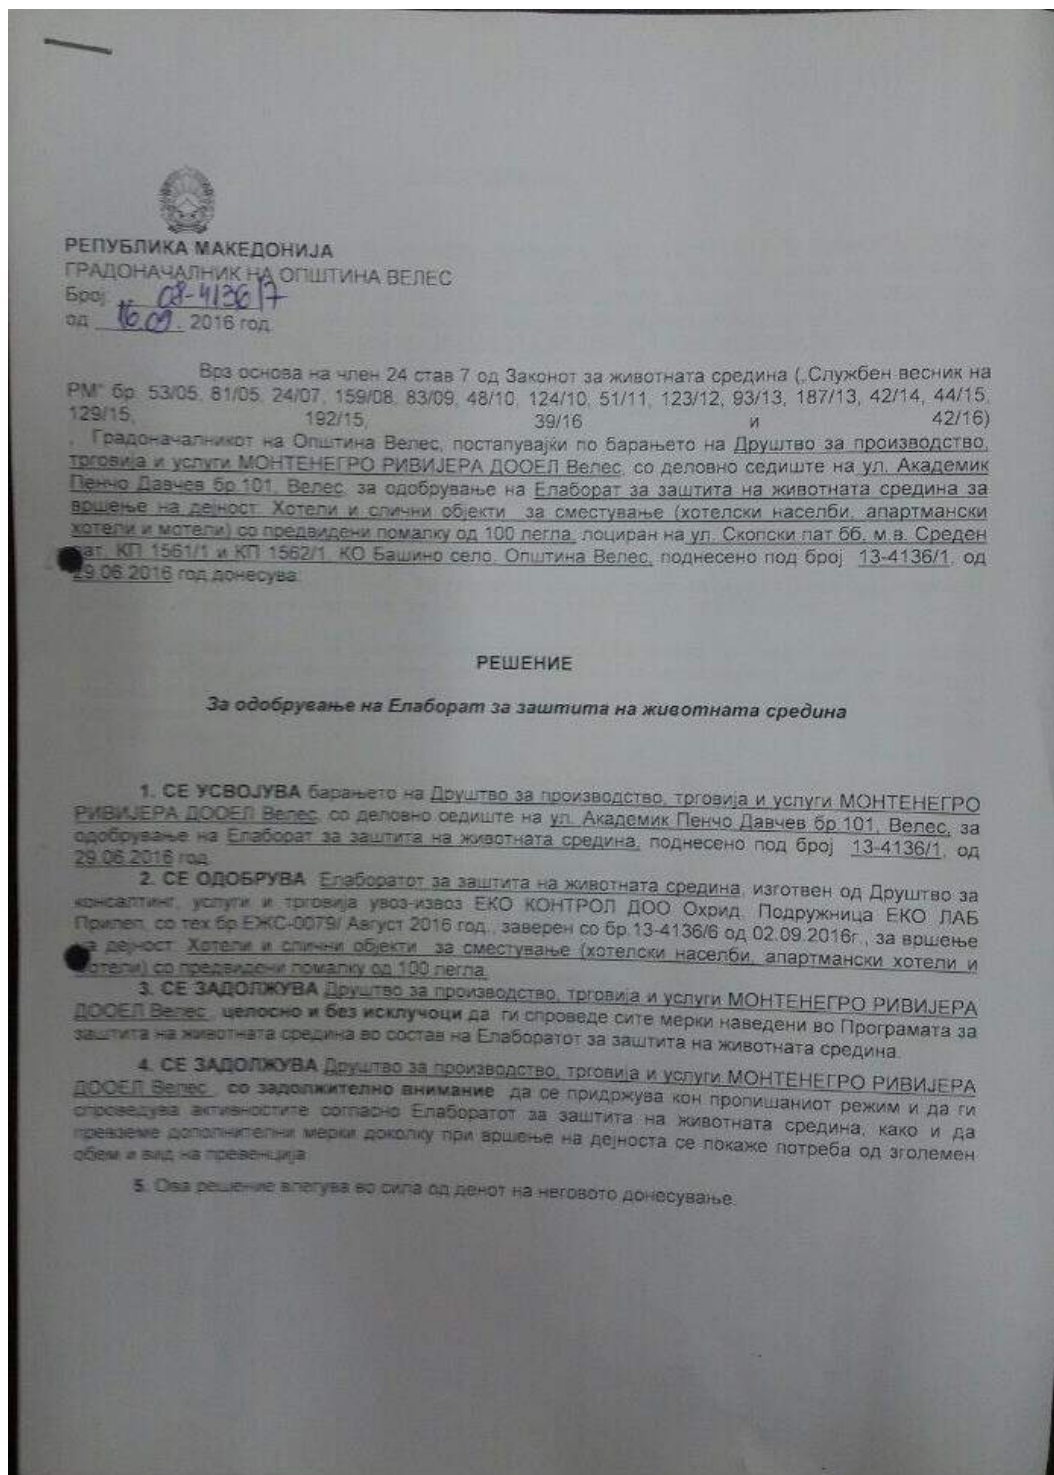 РЕПУБЛИКА МАКЕДОНИЈА
ГРАДОНАЧАЛНИК НА ОПШТИНА ВЕЛЕС
Број: 08-4136/7
од 16.09. 2016 год.
Врз основа на член 24 став 7 од Законот за животната средина („Службен весник на
РМ" бр. 53/05, 81/05, 24/07, 159/08, 83/09, 48/10, 124/10, 51/11, 123/12, 93/13, 187/13, 42/14, 44/15,
129/15, 192/15, 39/16 и 42/16)
, Градоначалникот на Општина Велес, постапувајќи по барањето на Друштво за производство,
трговија и услуги МОНТЕНЕГРО РИВИЈЕРА ДООЕЛ Велес, со деловно седиште на ул. Академик
Пенчо Давчев бр.101, Велес, за одобрување на Елаборат за заштита на животната средина за
вршење на дејност: Хотели и слични објекти за сместување (хотелски населби, апартмански
хотели и мотели) со предвидени помалку од 100 легла, лоциран на ул. Скопски пат бб, м.в. Среден
пат, КП 1561/1 и КП 1562/1, КО Башино село, Општина Велес, поднесено под број 13-4136/1, од
29.06.2016 год донесува:
РЕШЕНИЕ
За одобрување на Елаборат за заштита на животната средина
1. СЕ УСВОЈУВА барањето на Друштво за производство, трговија и услуги МОНТЕНЕГРО
РИВИЈЕРА ДООЕЛ Велес, со деловно седиште на ул. Академик Пенчо Давчев бр.101, Велес, за
одобрување на Елаборат за заштита на животната средина, поднесено под број 13-4136/1, од
29.06.2016 год.
2. СЕ ОДОБРУВА Елаборатот за заштита на животната средина, изготвен од Друштво за
консалтинг, услуги и трговија увоз-извоз ЕКО КОНТРОЛ ДОО Охрид, Подружница ЕКО ЛАБ
Прилеп, со тех.бр.ЕЖС-0079/ Август 2016 год., заверен со бр.13-4136/6 од 02.09.2016г., за вршење
на дејност: Хотели и слични објекти за сместување (хотелски населби, апартмански хотели и
мотели) со предвидени помалку од 100 легла.
3. СЕ ЗАДОЛЖУВА Друштво за производство, трговија и услуги МОНТЕНЕГРО РИВИЈЕРА
ДООЕЛ Велес, целосно и без исклучоци да ги спроведе сите мерки наведени во Програмата за
заштита на животната средина во состав на Елаборатот за заштита на животната средина.
4. СЕ ЗАДОЛЖУВА Друштво за производство, трговија и услуги МОНТЕНЕГРО РИВИЈЕРА
ДООЕЛ Велес, со задолжително внимание да се придржува кон пропишаниот режим и да ги
спроведува активностите согласно Елаборатот за заштита на животната средина, како и да
превземе дополнителни мерки доколку при вршење на дејноста се покаже потреба од зголемен
обем и вид на превенција.
5. Ова решение влегува во сила од денот на неговото донесување.